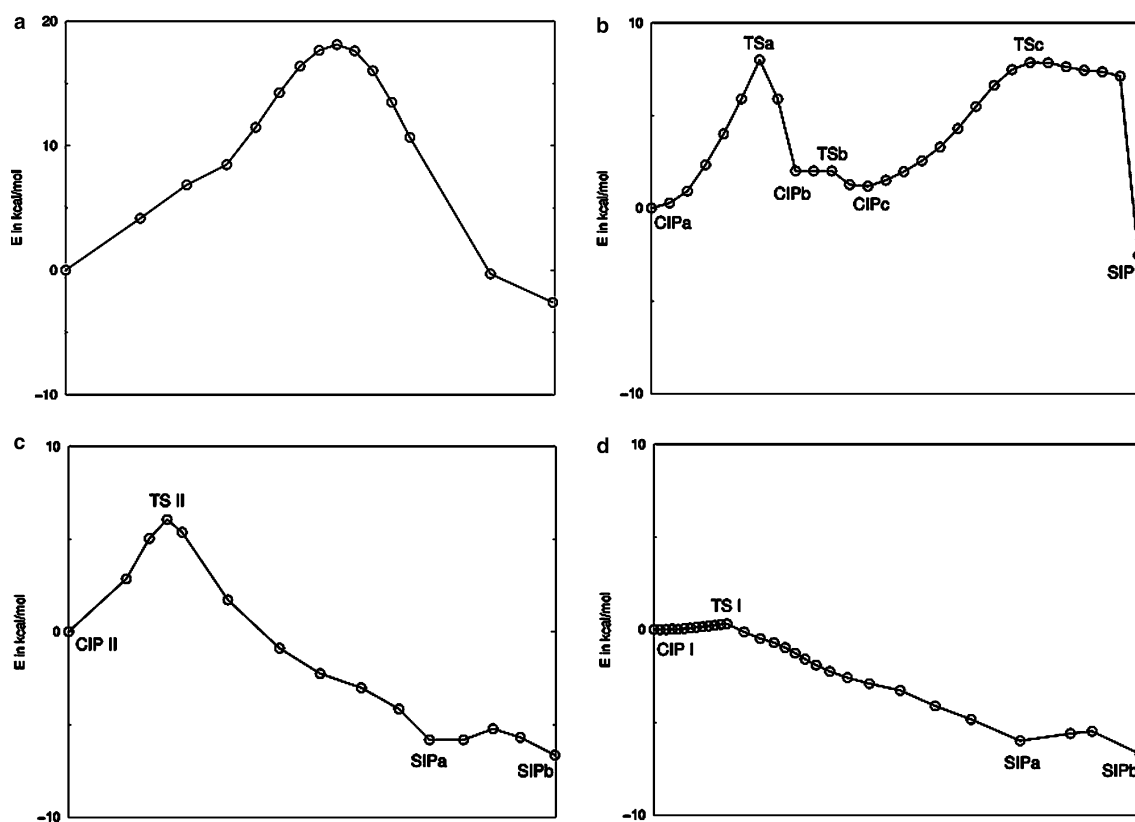 a
20
10
0
−10
E in kcal/mol
b
10
0
−10
E in kcal/mol
TSa
TSb
TSc
CIPa
CIPb
CIPc
SIP
c
10
0
−10
E in kcal/mol
TS II
CIP II
SIPa
SIPb
d
10
0
−10
E in kcal/mol
TS I
CIP I
SIPa
SIPb